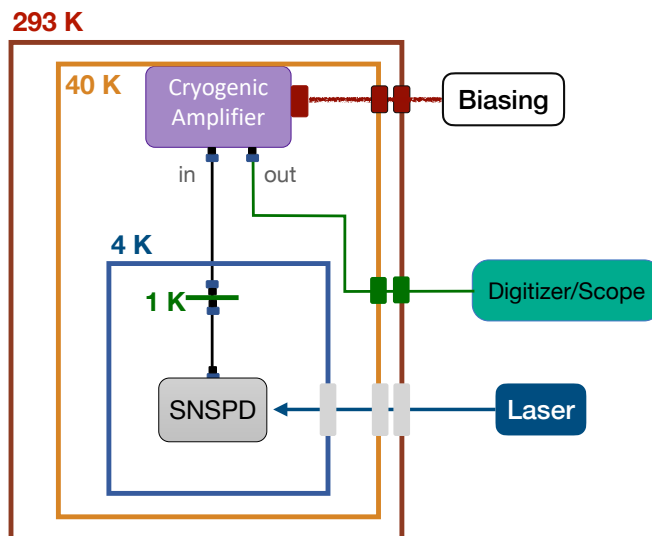 293 K
40 K
Cryogenic
Amplifier
Biasing
in
out
4 K
1 K
Digitizer/Scope
SNSPD
Laser